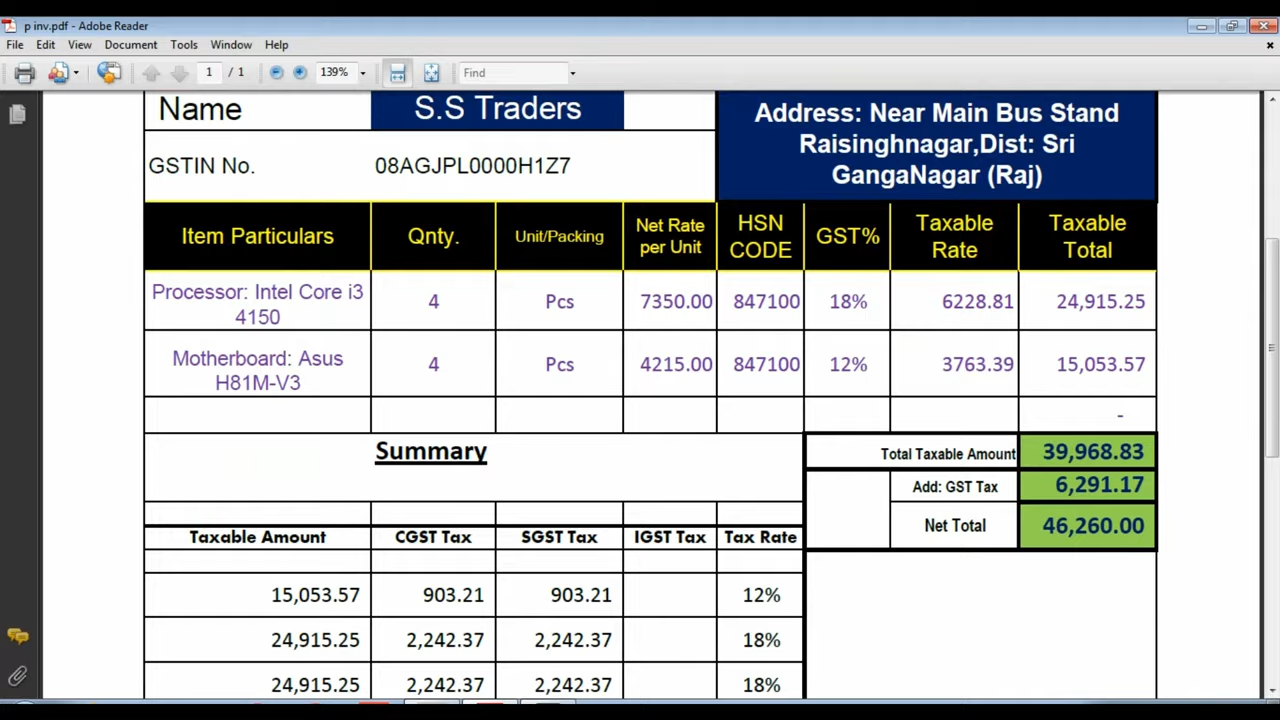 p inv.pdf - Adobe Reader
File Edit View Document Tools Window Help
1 / 1 139% Find
Name S.S Traders
Address: Near Main Bus Stand
Raisinghnagar,Dist: Sri
GangaNagar (Raj)
GSTIN No. 08AGJPL0000H1Z7
Item Particulars Qnty. Unit/Packing Net Rate per Unit HSN CODE GST% Taxable Rate Taxable Total
Processor: Intel Core i3 4150 4 Pcs 7350.00 847100 18% 6228.81 24,915.25
Motherboard: Asus H81M-V3 4 Pcs 4215.00 847100 12% 3763.39 15,053.57
-
Summary
Total Taxable Amount 39,968.83
Add: GST Tax 6,291.17
Net Total 46,260.00
Taxable Amount CGST Tax SGST Tax IGST Tax Tax Rate
15,053.57 903.21 903.21 12%
24,915.25 2,242.37 2,242.37 18%
24,915.25 2,242.37 2,242.37 18%